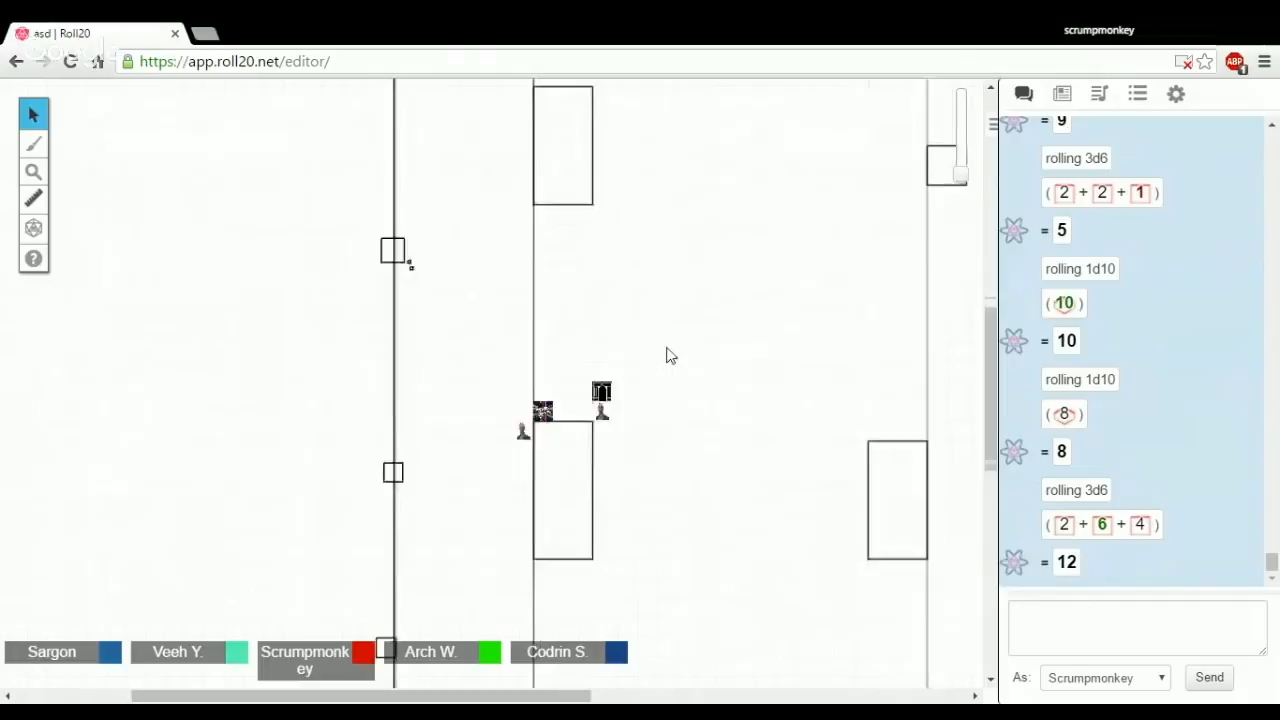 scrumpmonkey
asd | Roll20
https://app.roll20.net/editor/
ABP
1
= 9
rolling 3d6
( 2 + 2 + 1 )
= 5
rolling 1d10
( 10 )
= 10
rolling 1d10
( 8 )
= 8
rolling 3d6
( 2 + 6 + 4 )
= 12
Sargon
Veeh Y.
Scrumpmonk
ey
Arch W.
Codrin S.
As:
Scrumpmonkey
Send